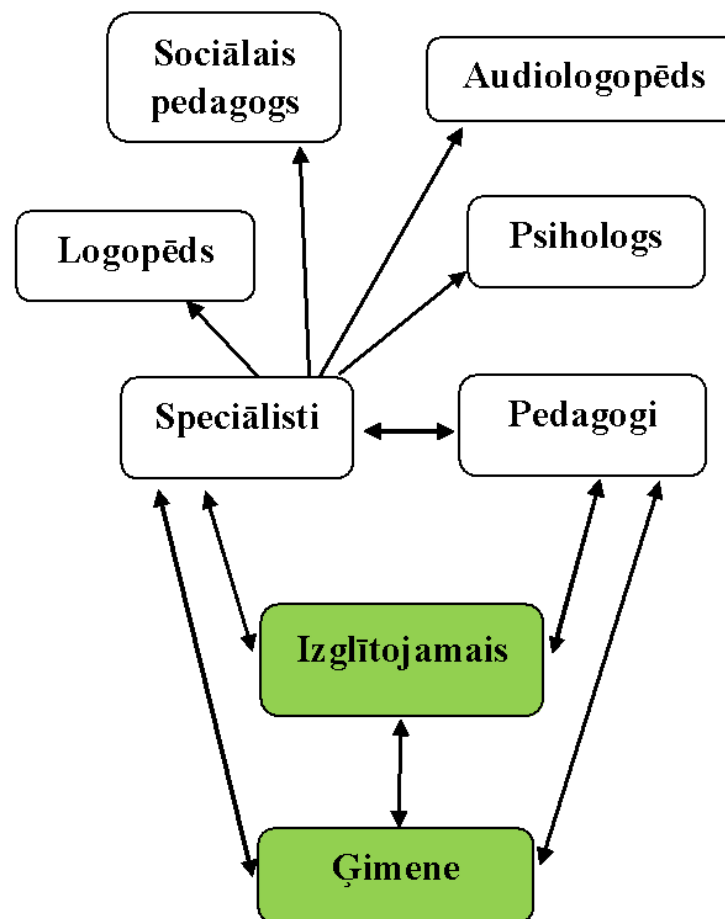 Sociālais
pedagogs
Audiologopēds
Logopēds
Psihologs
Speciālisti
Pedagogi
Izglītojamais
Ģimene